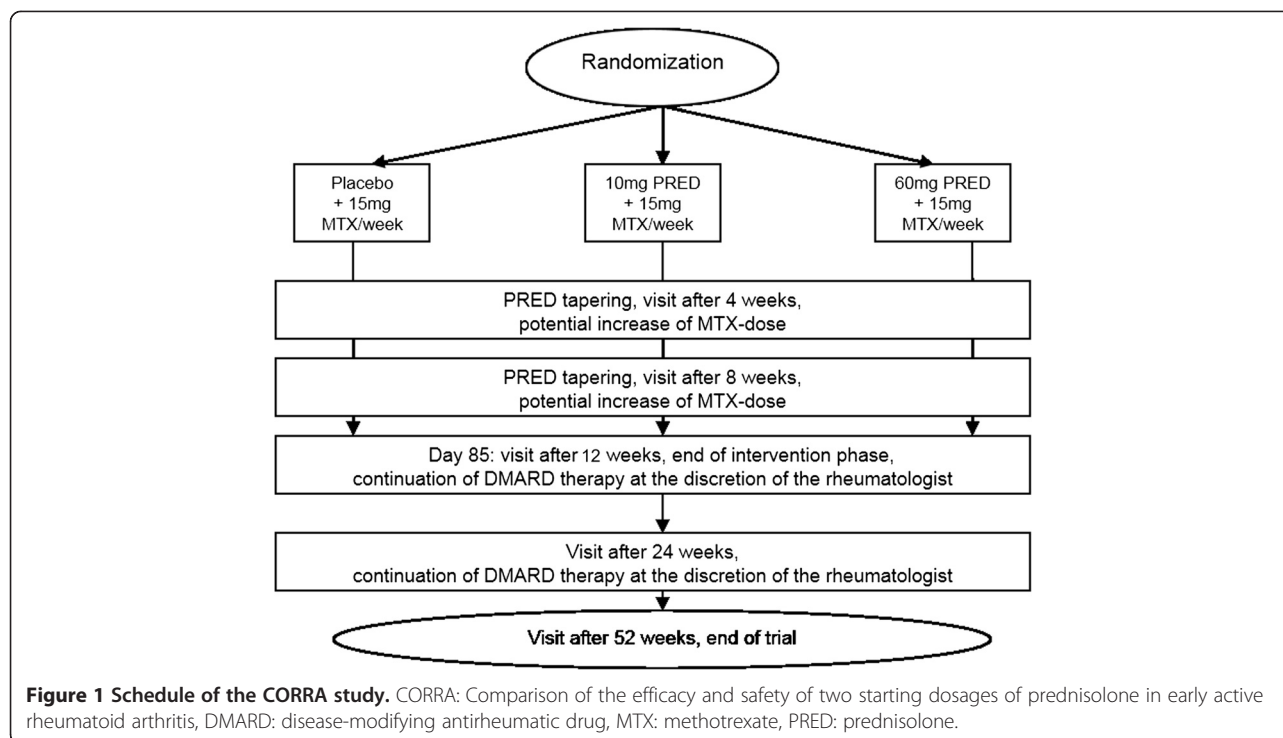 Randomization
Placebo
+ 15mg
MTX/week
10mg PRED
+ 15mg
MTX/week
60mg PRED
+ 15mg
MTX/week
PRED tapering, visit after 4 weeks,
potential increase of MTX-dose
PRED tapering, visit after 8 weeks,
potential increase of MTX-dose
Day 85: visit after 12 weeks, end of intervention phase,
continuation of DMARD therapy at the discretion of the rheumatologist
Visit after 24 weeks,
continuation of DMARD therapy at the discretion of the rheumatologist
Visit after 52 weeks, end of trial
Figure 1 Schedule of the CORRA study. CORRA: Comparison of the efficacy and safety of two starting dosages of prednisolone in early active
rheumatoid arthritis, DMARD: disease-modifying antirheumatic drug, MTX: methotrexate, PRED: prednisolone.